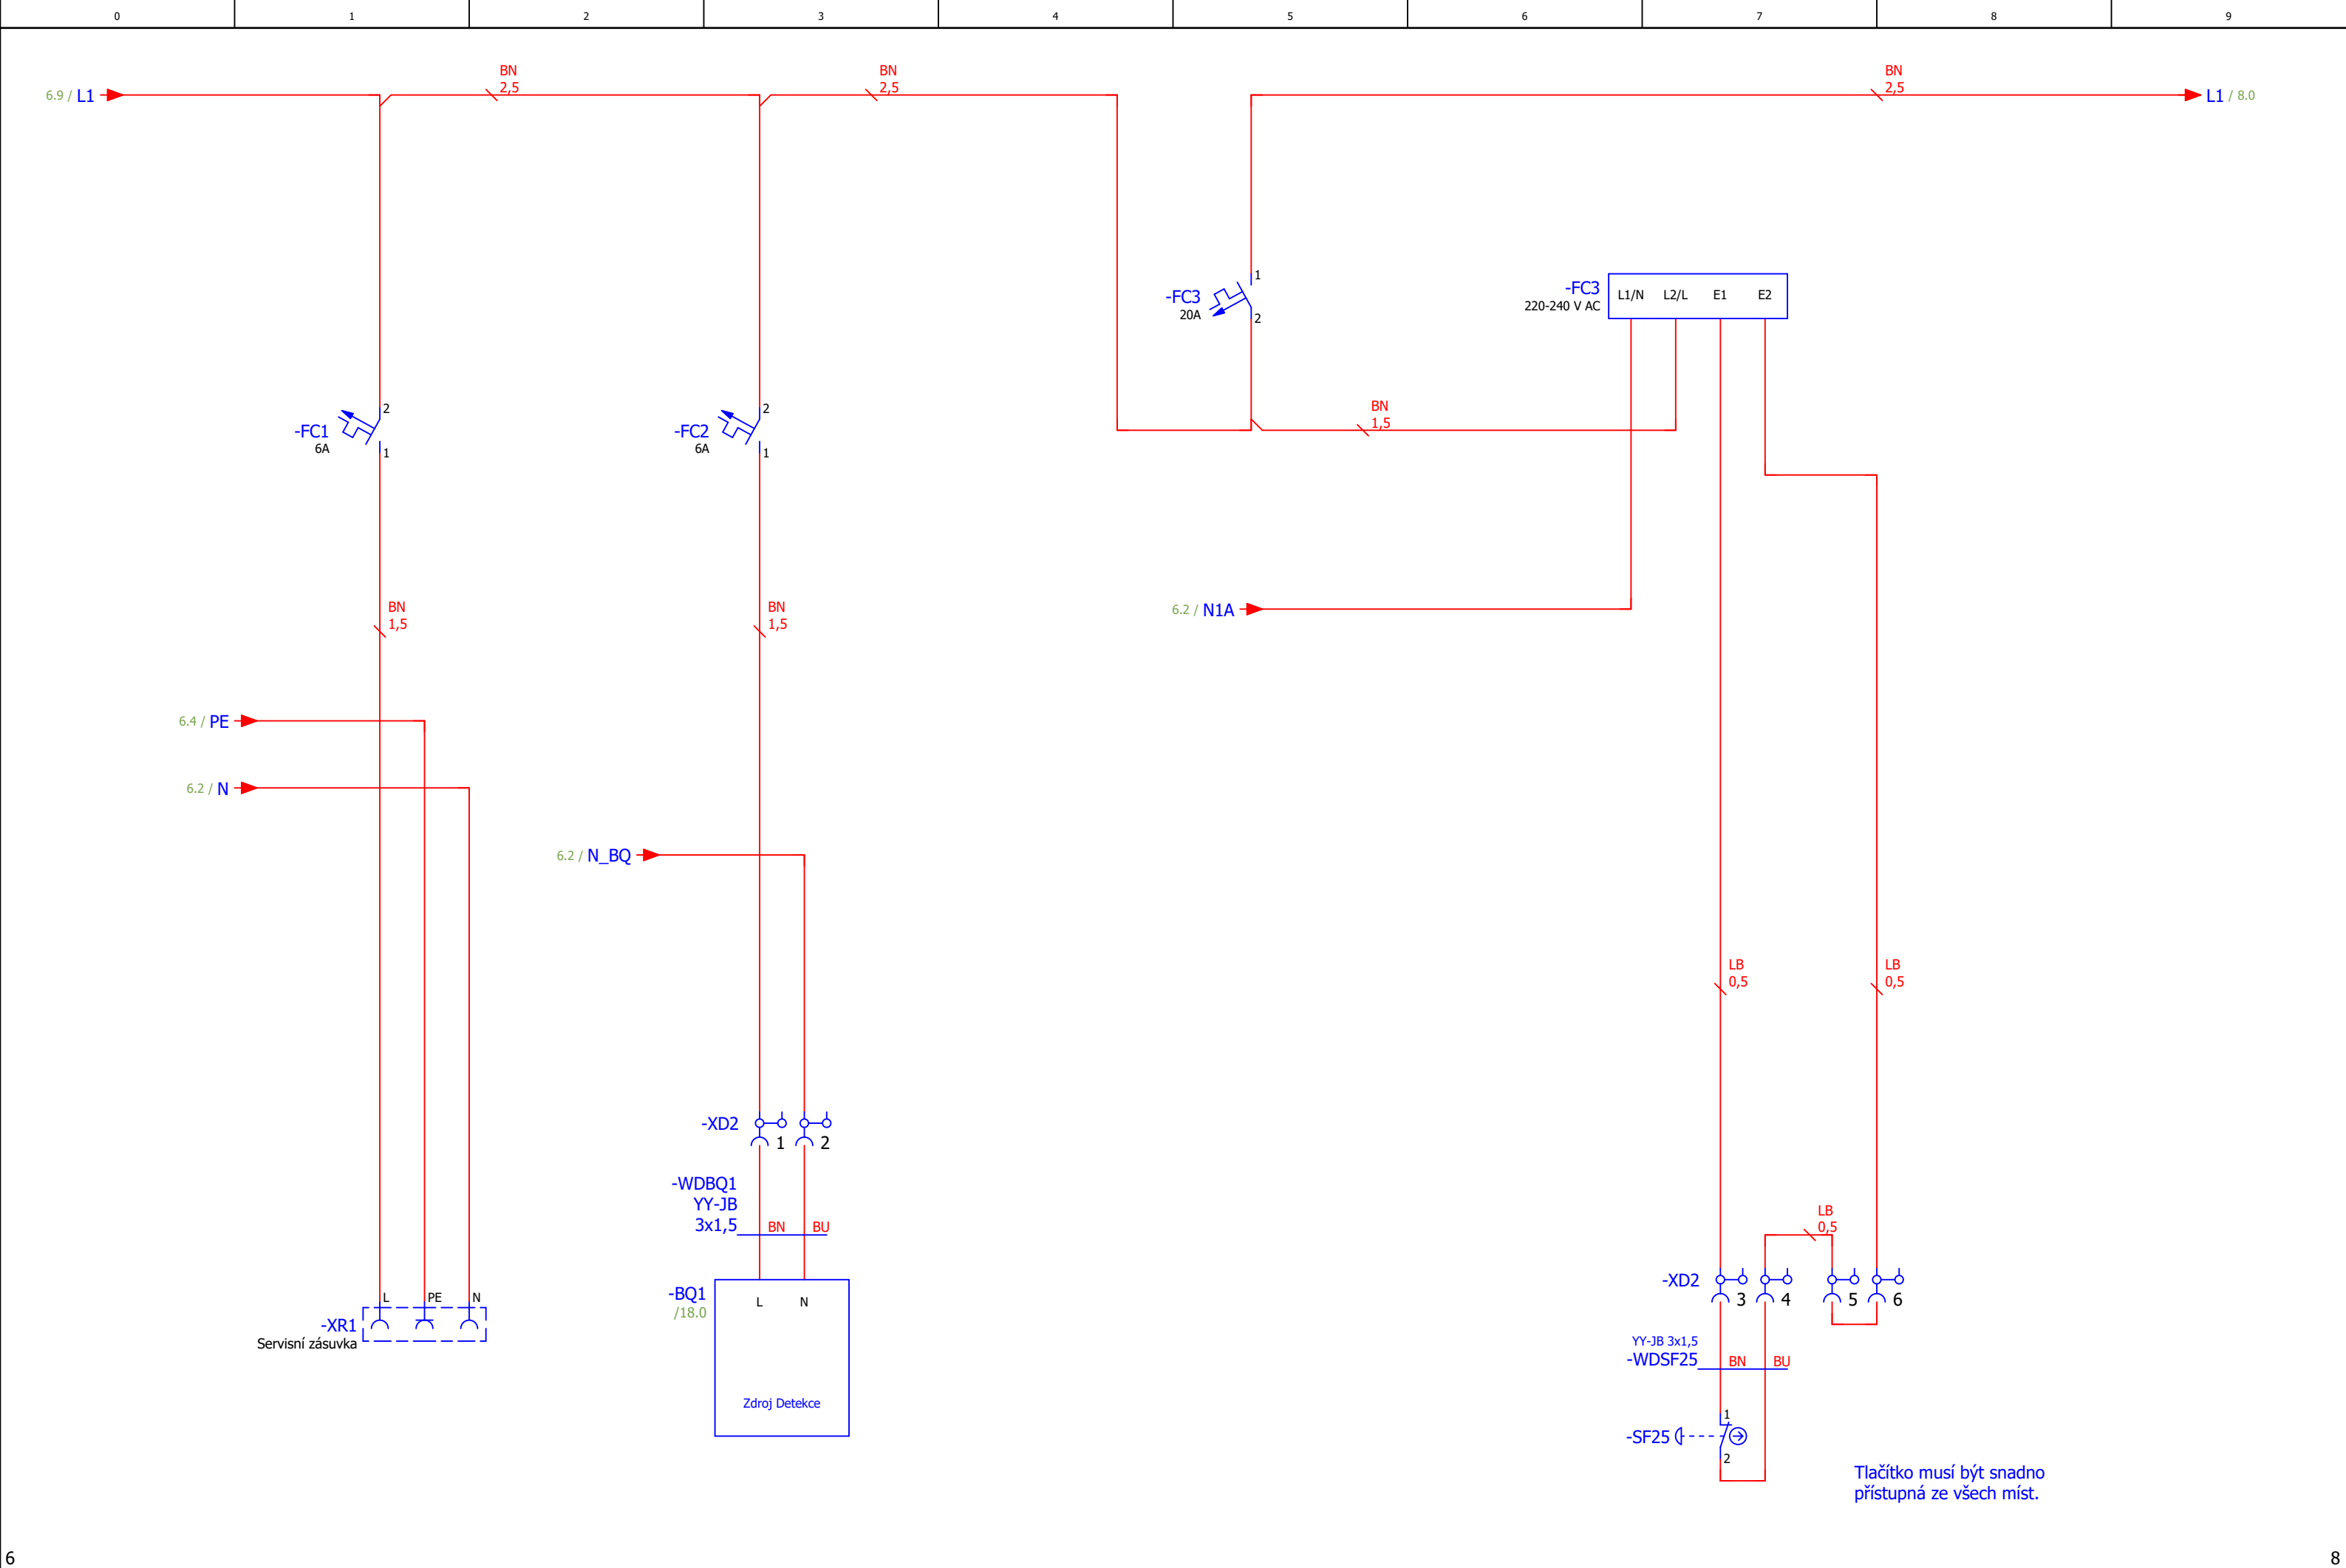 0 1 2 3 4 5 6 7 8 9
BN
2,5
BN
2,5
BN
2,5
6.9 / L1
L1 / 8.0
-FC1
6A
2
1
-FC2
6A
2
1
-FC3
20A
1
2
-FC3
220-240 V AC
L1/N L2/L E1 E2
BN
1,5
BN
1,5
BN
1,5
6.2 / N1A
6.4 / PE
6.2 / N
6.2 / N_BQ
LB
0,5
LB
0,5
-XD2
1 2
-WDBQ1
YY-JB
3x1,5
BN BU
-BQ1
/18.0
L N
Zdroj Detekce
L PE N
-XR1
Servisní zásuvka
LB
0,5
-XD2
3 4 5 6
YY-JB 3x1,5
-WDSF25
BN BU
-SF25
1
2
Tlačítko musí být snadno
přístupná ze všech míst.
6
8